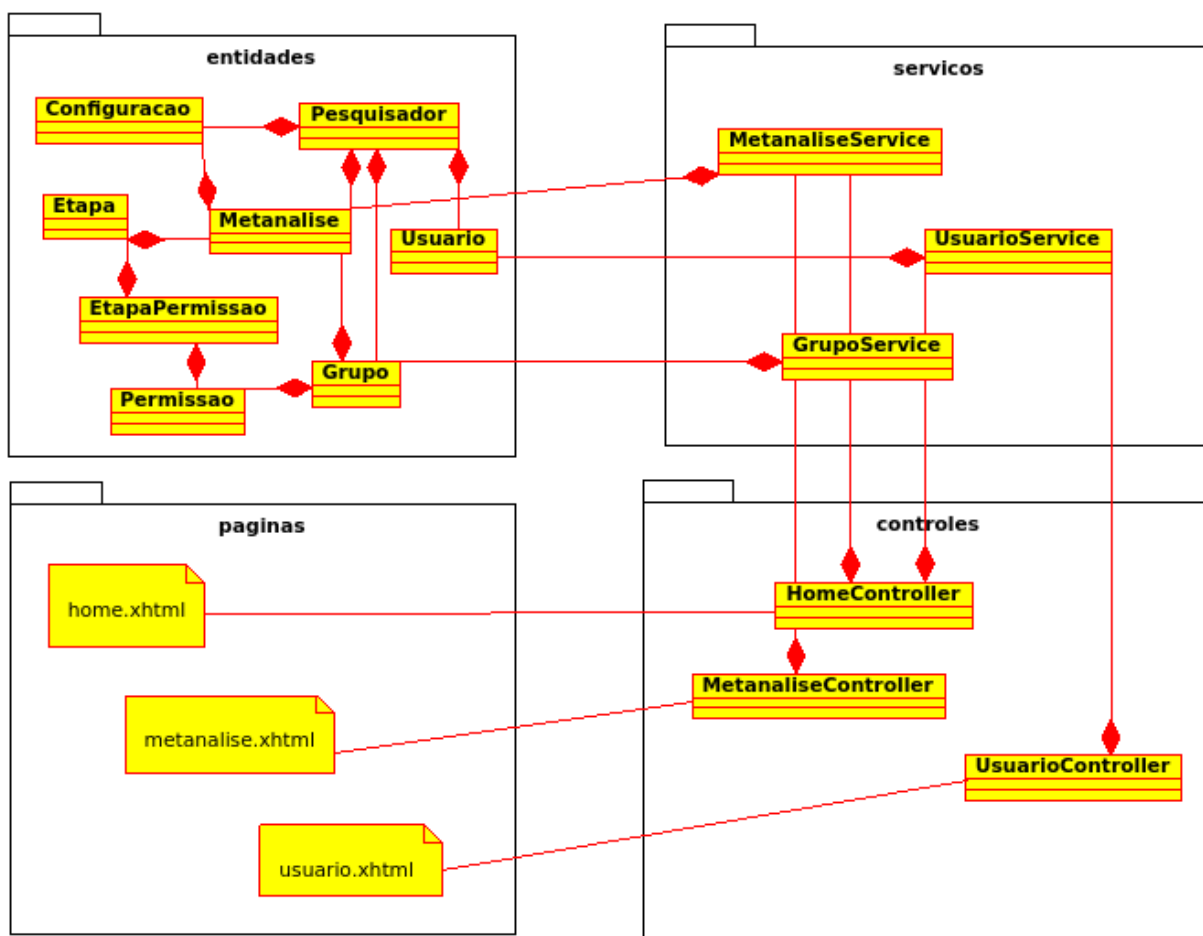 entidades
Configuracao
Pesquisador
Etapa
Metanalise
Usuario
EtapaPermissao
Grupo
Permissao
servicos
MetanaliseService
UsuarioService
GrupoService
paginas
home.xhtml
metanalise.xhtml
usuario.xhtml
controles
HomeController
MetanaliseController
UsuarioController